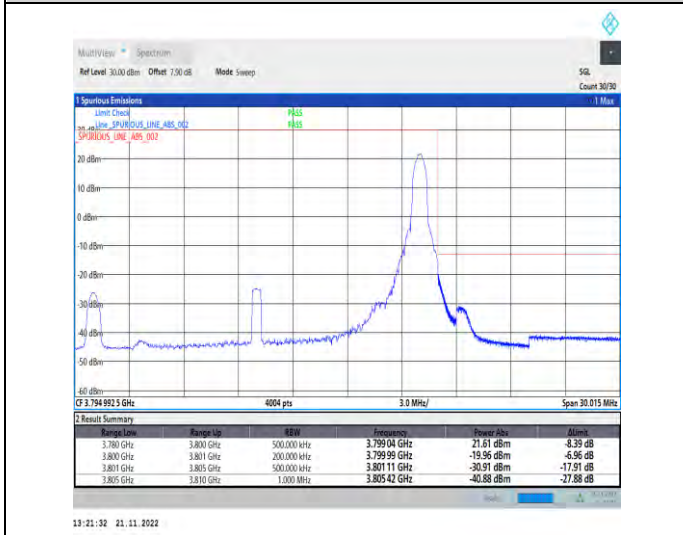 MultiView Spectrum
Ref Level 30.00 dBm Offset 7.90 dB Mode Sweep SGL
Count 30/30
1 Spurious Emissions 1 Max
Limit Check PASS
Line _SPURIOUS_LINE_ABS_002 PASS
_SPURIOUS_LINE_ABS_002
20 dBm
10 dBm
0 dBm
-10 dBm
-20 dBm
-30 dBm
-40 dBm
-50 dBm
-60 dBm
CF 3.794 992 5 GHz 4004 pts 3.0 MHz/ Span 30.015 MHz
2 Result Summary
Range Low Range Up RBW Frequency Power Abs ΔLimit
3.780 GHz 3.800 GHz 500.000 kHz 3.799 04 GHz 21.61 dBm -8.39 dB
3.800 GHz 3.801 GHz 200.000 kHz 3.799 99 GHz -19.96 dBm -6.96 dB
3.801 GHz 3.805 GHz 500.000 kHz 3.801 11 GHz -30.91 dBm -17.91 dB
3.805 GHz 3.810 GHz 1.000 MHz 3.805 42 GHz -40.88 dBm -27.88 dB
13:21:32 21.11.2022